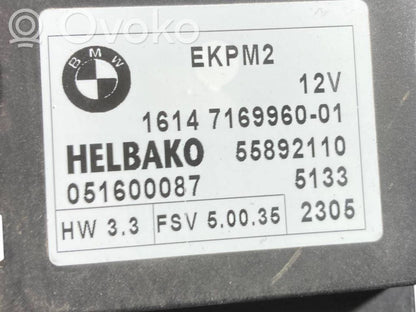 OVOKO
BMW
EKPM2
12V
1614 7169960-01
HELBAKO 55892110
051600087 5133
HW 3.3 FSV 5.00.35 2305